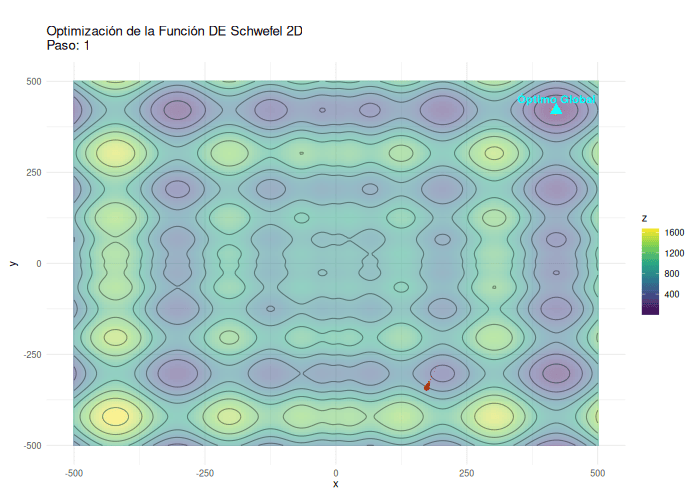 Optimización de la Función DE Schwefel 2D
Paso: 1
500
250
0
-250
-500
y
-500
-250
0
250
500
x
Óptimo Global
z
1600
1200
800
400